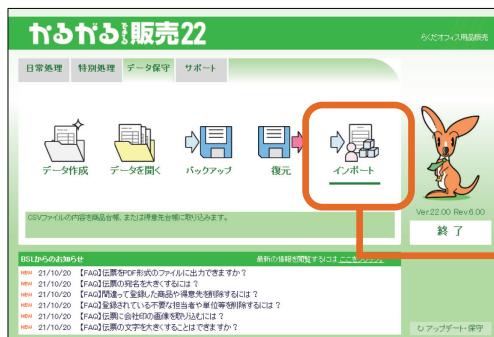 かるがるできる販売22
らくだオフィス用品販売
日常処理 特別処理 データ保守 サポート
データ作成 データを開く バックアップ 復元 インポート
CSVファイルの内容を商品台帳、または得意先台帳に取り込みます。
Ver.22.00 Rev.6.00
終了
BSLからのお知らせ 最新の情報を閲覧するには ここをクリック
NEW 21/10/20 【FAQ】伝票をPDF形式のファイルに出力できますか？
NEW 21/10/20 【FAQ】伝票の宛名を大きくするには？
NEW 21/10/20 【FAQ】間違って登録した商品や得意先を削除するには？
NEW 21/10/20 【FAQ】登録されている不要な担当者や単位等を削除するには？
NEW 21/10/20 【FAQ】伝票に会社印の画像を取り込むには？
NEW 21/10/20 【FAQ】伝票の文字を大きくすることはできますか？
アップデート・保守